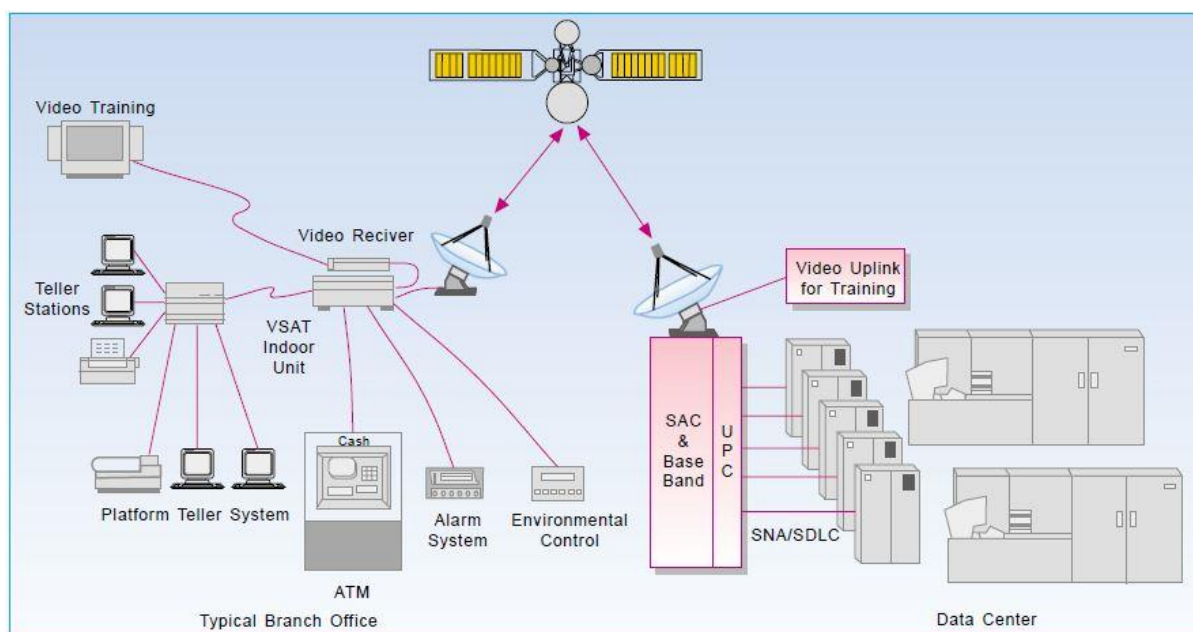 Video Training
Video Reciver
Teller
Stations
VSAT
Indoor
Unit
Video Uplink
for Training
SAC
&
Base
Band
U
P
C
Cash
Platform Teller System
Alarm
System
Environmental
Control
SNA/SDLC
ATM
Typical Branch Office
Data Center